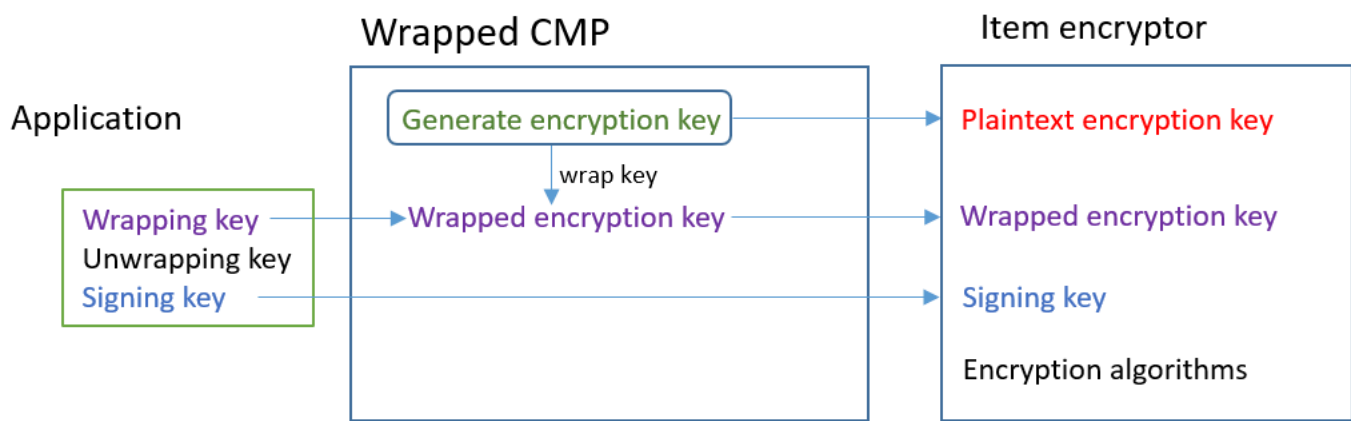 Wrapped CMP
Item encryptor
Application
Generate encryption key
Plaintext encryption key
wrap key
Wrapping key
Wrapped encryption key
Wrapped encryption key
Unwrapping key
Signing key
Signing key
Encryption algorithms